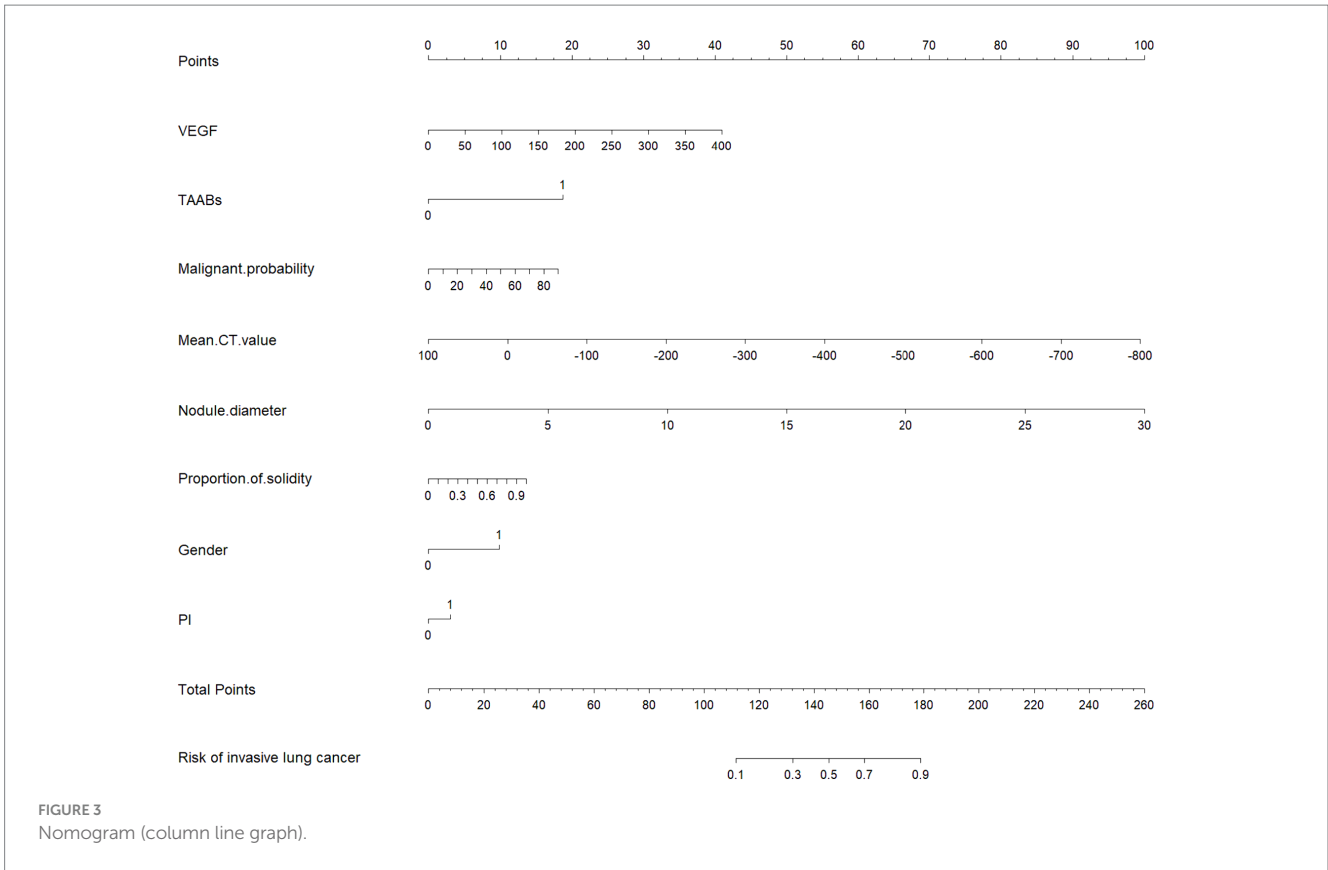 0 10 20 30 40 50 60 70 80 90 100
Points
VEGF
0 50 100 150 200 250 300 350 400
1
TAABs
0
Malignant.probability
0 20 40 60 80
Mean.CT.value
100 0 -100 -200 -300 -400 -500 -600 -700 -800
Nodule.diameter
0 5 10 15 20 25 30
Proportion.of.solidity
0 0.3 0.6 0.9
1
Gender
0
1
PI
0
Total Points
0 20 40 60 80 100 120 140 160 180 200 220 240 260
Risk of invasive lung cancer
0.1 0.3 0.5 0.7 0.9
FIGURE 3
Nomogram (column line graph).